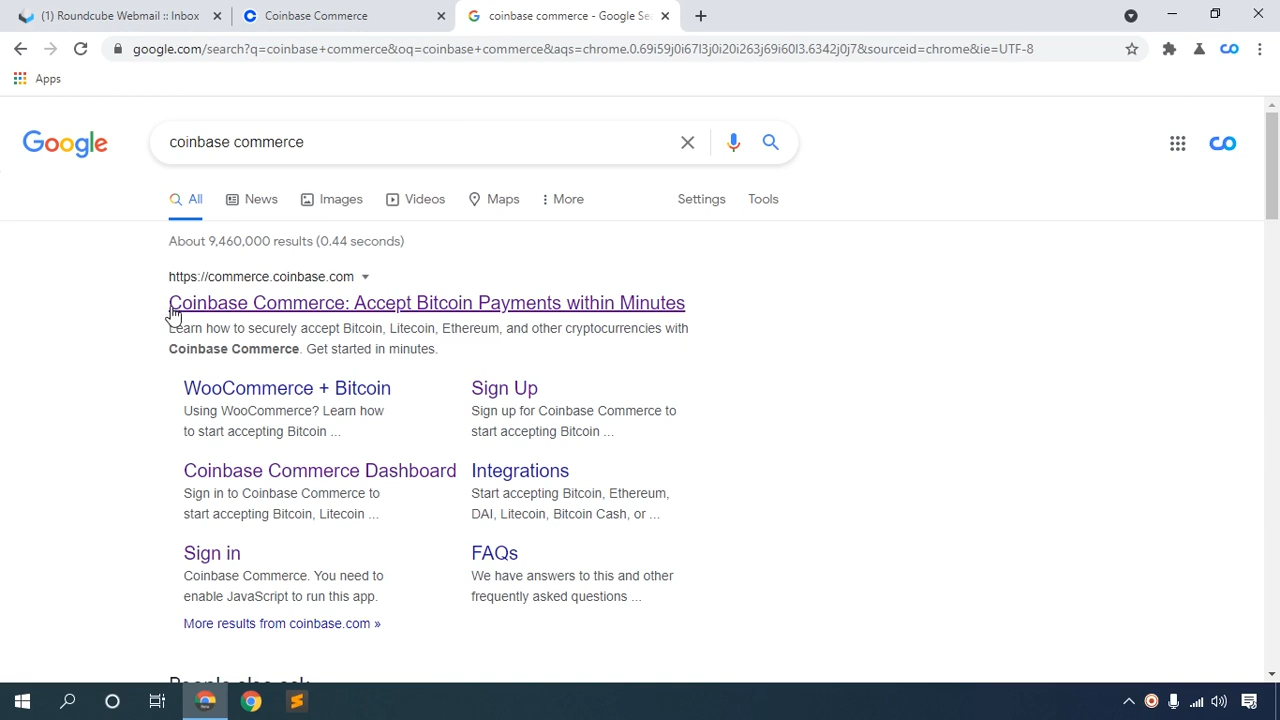 (1) Roundcube Webmail :: Inbox
Coinbase Commerce
coinbase commerce - Google Se
google.com/search?q=coinbase+commerce&oq=coinbase+commerce&aqs=chrome.0.69i59j0i67l3j0i20i263j69i60l3.6342j0j7&sourceid=chrome&ie=UTF-8
Apps
Google
coinbase commerce
All News Images Videos Maps More Settings Tools
About 9,460,000 results (0.44 seconds)
https://commerce.coinbase.com
Coinbase Commerce: Accept Bitcoin Payments within Minutes
Learn how to securely accept Bitcoin, Litecoin, Ethereum, and other cryptocurrencies with
Coinbase Commerce. Get started in minutes.
WooCommerce + Bitcoin
Using WooCommerce? Learn how
to start accepting Bitcoin ...
Sign Up
Sign up for Coinbase Commerce to
start accepting Bitcoin ...
Coinbase Commerce Dashboard
Sign in to Coinbase Commerce to
start accepting Bitcoin, Litecoin ...
Integrations
Start accepting Bitcoin, Ethereum,
DAI, Litecoin, Bitcoin Cash, or ...
Sign in
Coinbase Commerce. You need to
enable JavaScript to run this app.
FAQs
We have answers to this and other
frequently asked questions ...
More results from coinbase.com »
People also ask